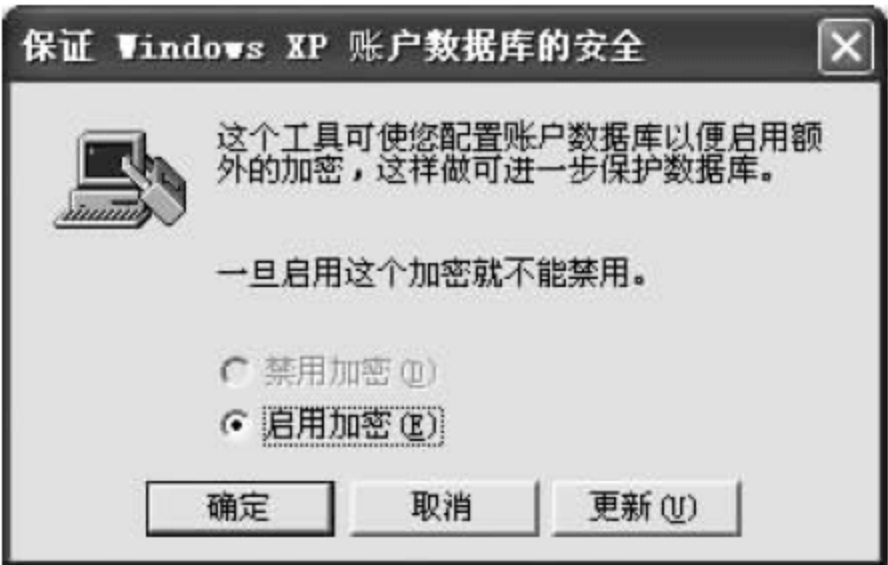 保证 Windows XP 账户数据库的安全
这个工具可使您配置账户数据库以便启用额
外的加密，这样做可进一步保护数据库。
一旦启用这个加密就不能禁用。
禁用加密(D)
启用加密(E)
确定
取消
更新(U)